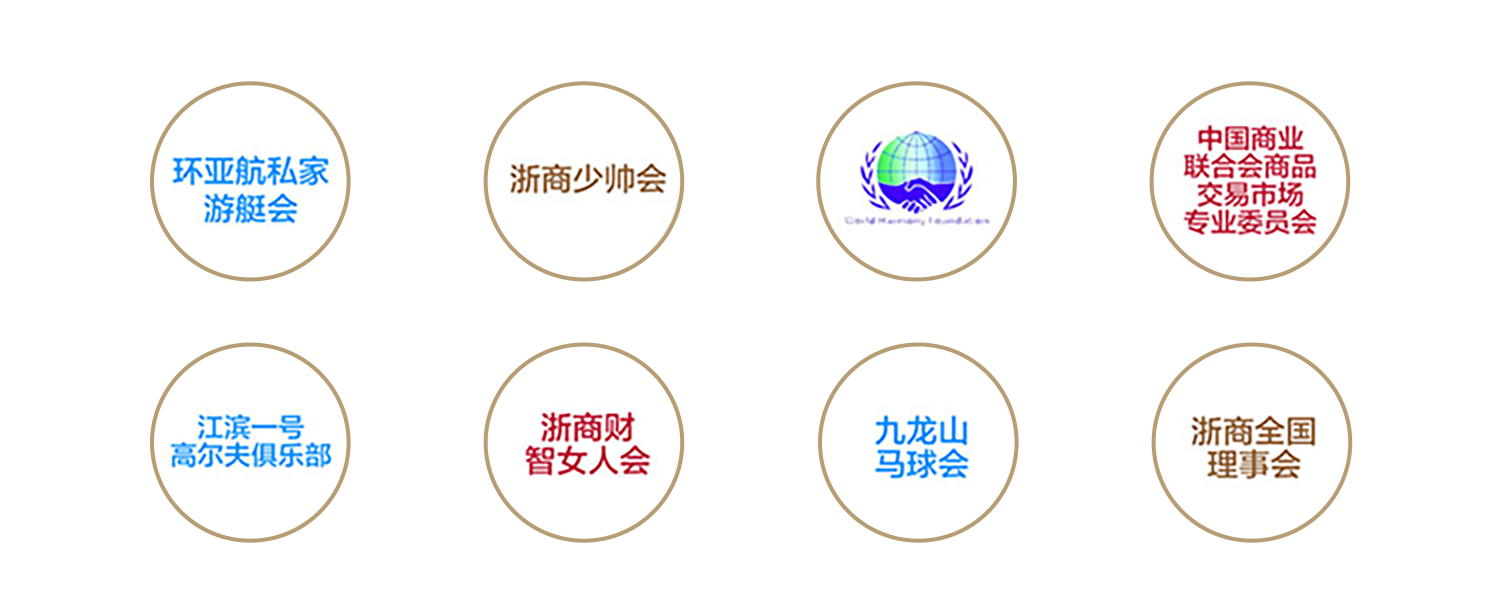 环亚航私家
游艇会
浙商少帅会
World Harmony Foundation
中国商业
联合会商品
交易市场
专业委员会
江滨一号
高尔夫俱乐部
浙商财
智女人会
九龙山
马球会
浙商全国
理事会